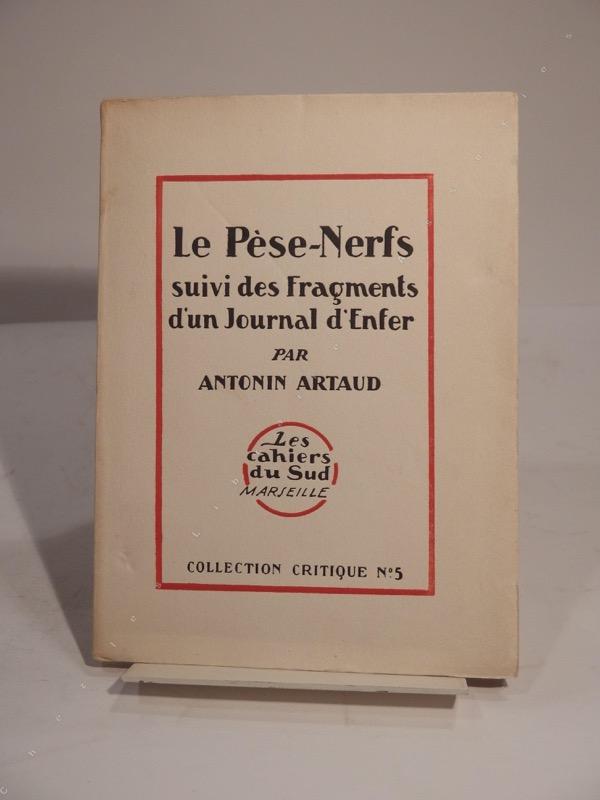 Le Pèse-Nerfs
suivi des Fragments
d'un Journal d'Enfer
PAR
ANTONIN ARTAUD
Les
cahiers
du Sud
MARSEILLE
COLLECTION CRITIQUE Nº5